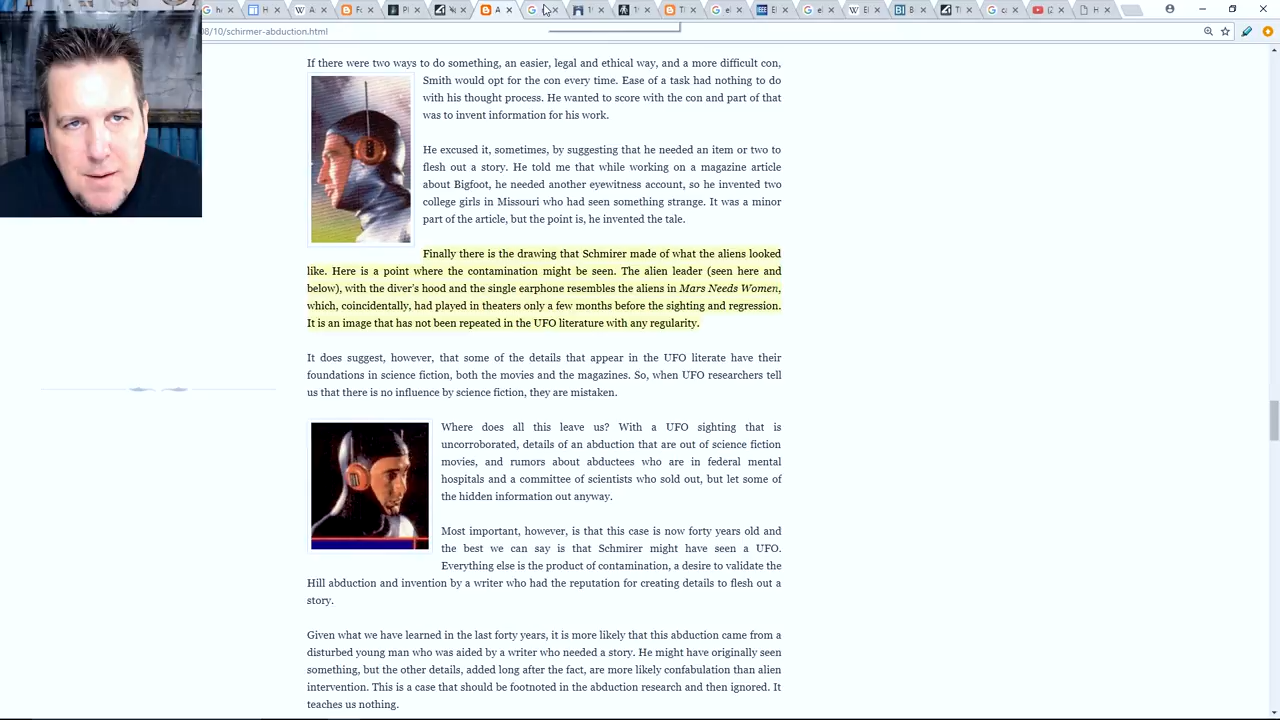 08/10/schirmer-abduction.html
If there were two ways to do something, an easier, legal and ethical way, and a more difficult con,
Smith would opt for the con every time. Ease of a task had nothing to do
with his thought process. He wanted to score with the con and part of that
was to invent information for his work.
He excused it, sometimes, by suggesting that he needed an item or two to
flesh out a story. He told me that while working on a magazine article
about Bigfoot, he needed another eyewitness account, so he invented two
college girls in Missouri who had seen something strange. It was a minor
part of the article, but the point is, he invented the tale.
Finally there is the drawing that Schmirer made of what the aliens looked
like. Here is a point where the contamination might be seen. The alien leader (seen here and
below), with the diver's hood and the single earphone resembles the aliens in Mars Needs Women,
which, coincidentally, had played in theaters only a few months before the sighting and regression.
It is an image that has not been repeated in the UFO literature with any regularity.
It does suggest, however, that some of the details that appear in the UFO literate have their
foundations in science fiction, both the movies and the magazines. So, when UFO researchers tell
us that there is no influence by science fiction, they are mistaken.
Where does all this leave us? With a UFO sighting that is
uncorroborated, details of an abduction that are out of science fiction
movies, and rumors about abductees who are in federal mental
hospitals and a committee of scientists who sold out, but let some of
the hidden information out anyway.
Most important, however, is that this case is now forty years old and
the best we can say is that Schmirer might have seen a UFO.
Everything else is the product of contamination, a desire to validate the
Hill abduction and invention by a writer who had the reputation for creating details to flesh out a
story.
Given what we have learned in the last forty years, it is more likely that this abduction came from a
disturbed young man who was aided by a writer who needed a story. He might have originally seen
something, but the other details, added long after the fact, are more likely confabulation than alien
intervention. This is a case that should be footnoted in the abduction research and then ignored. It
teaches us nothing.